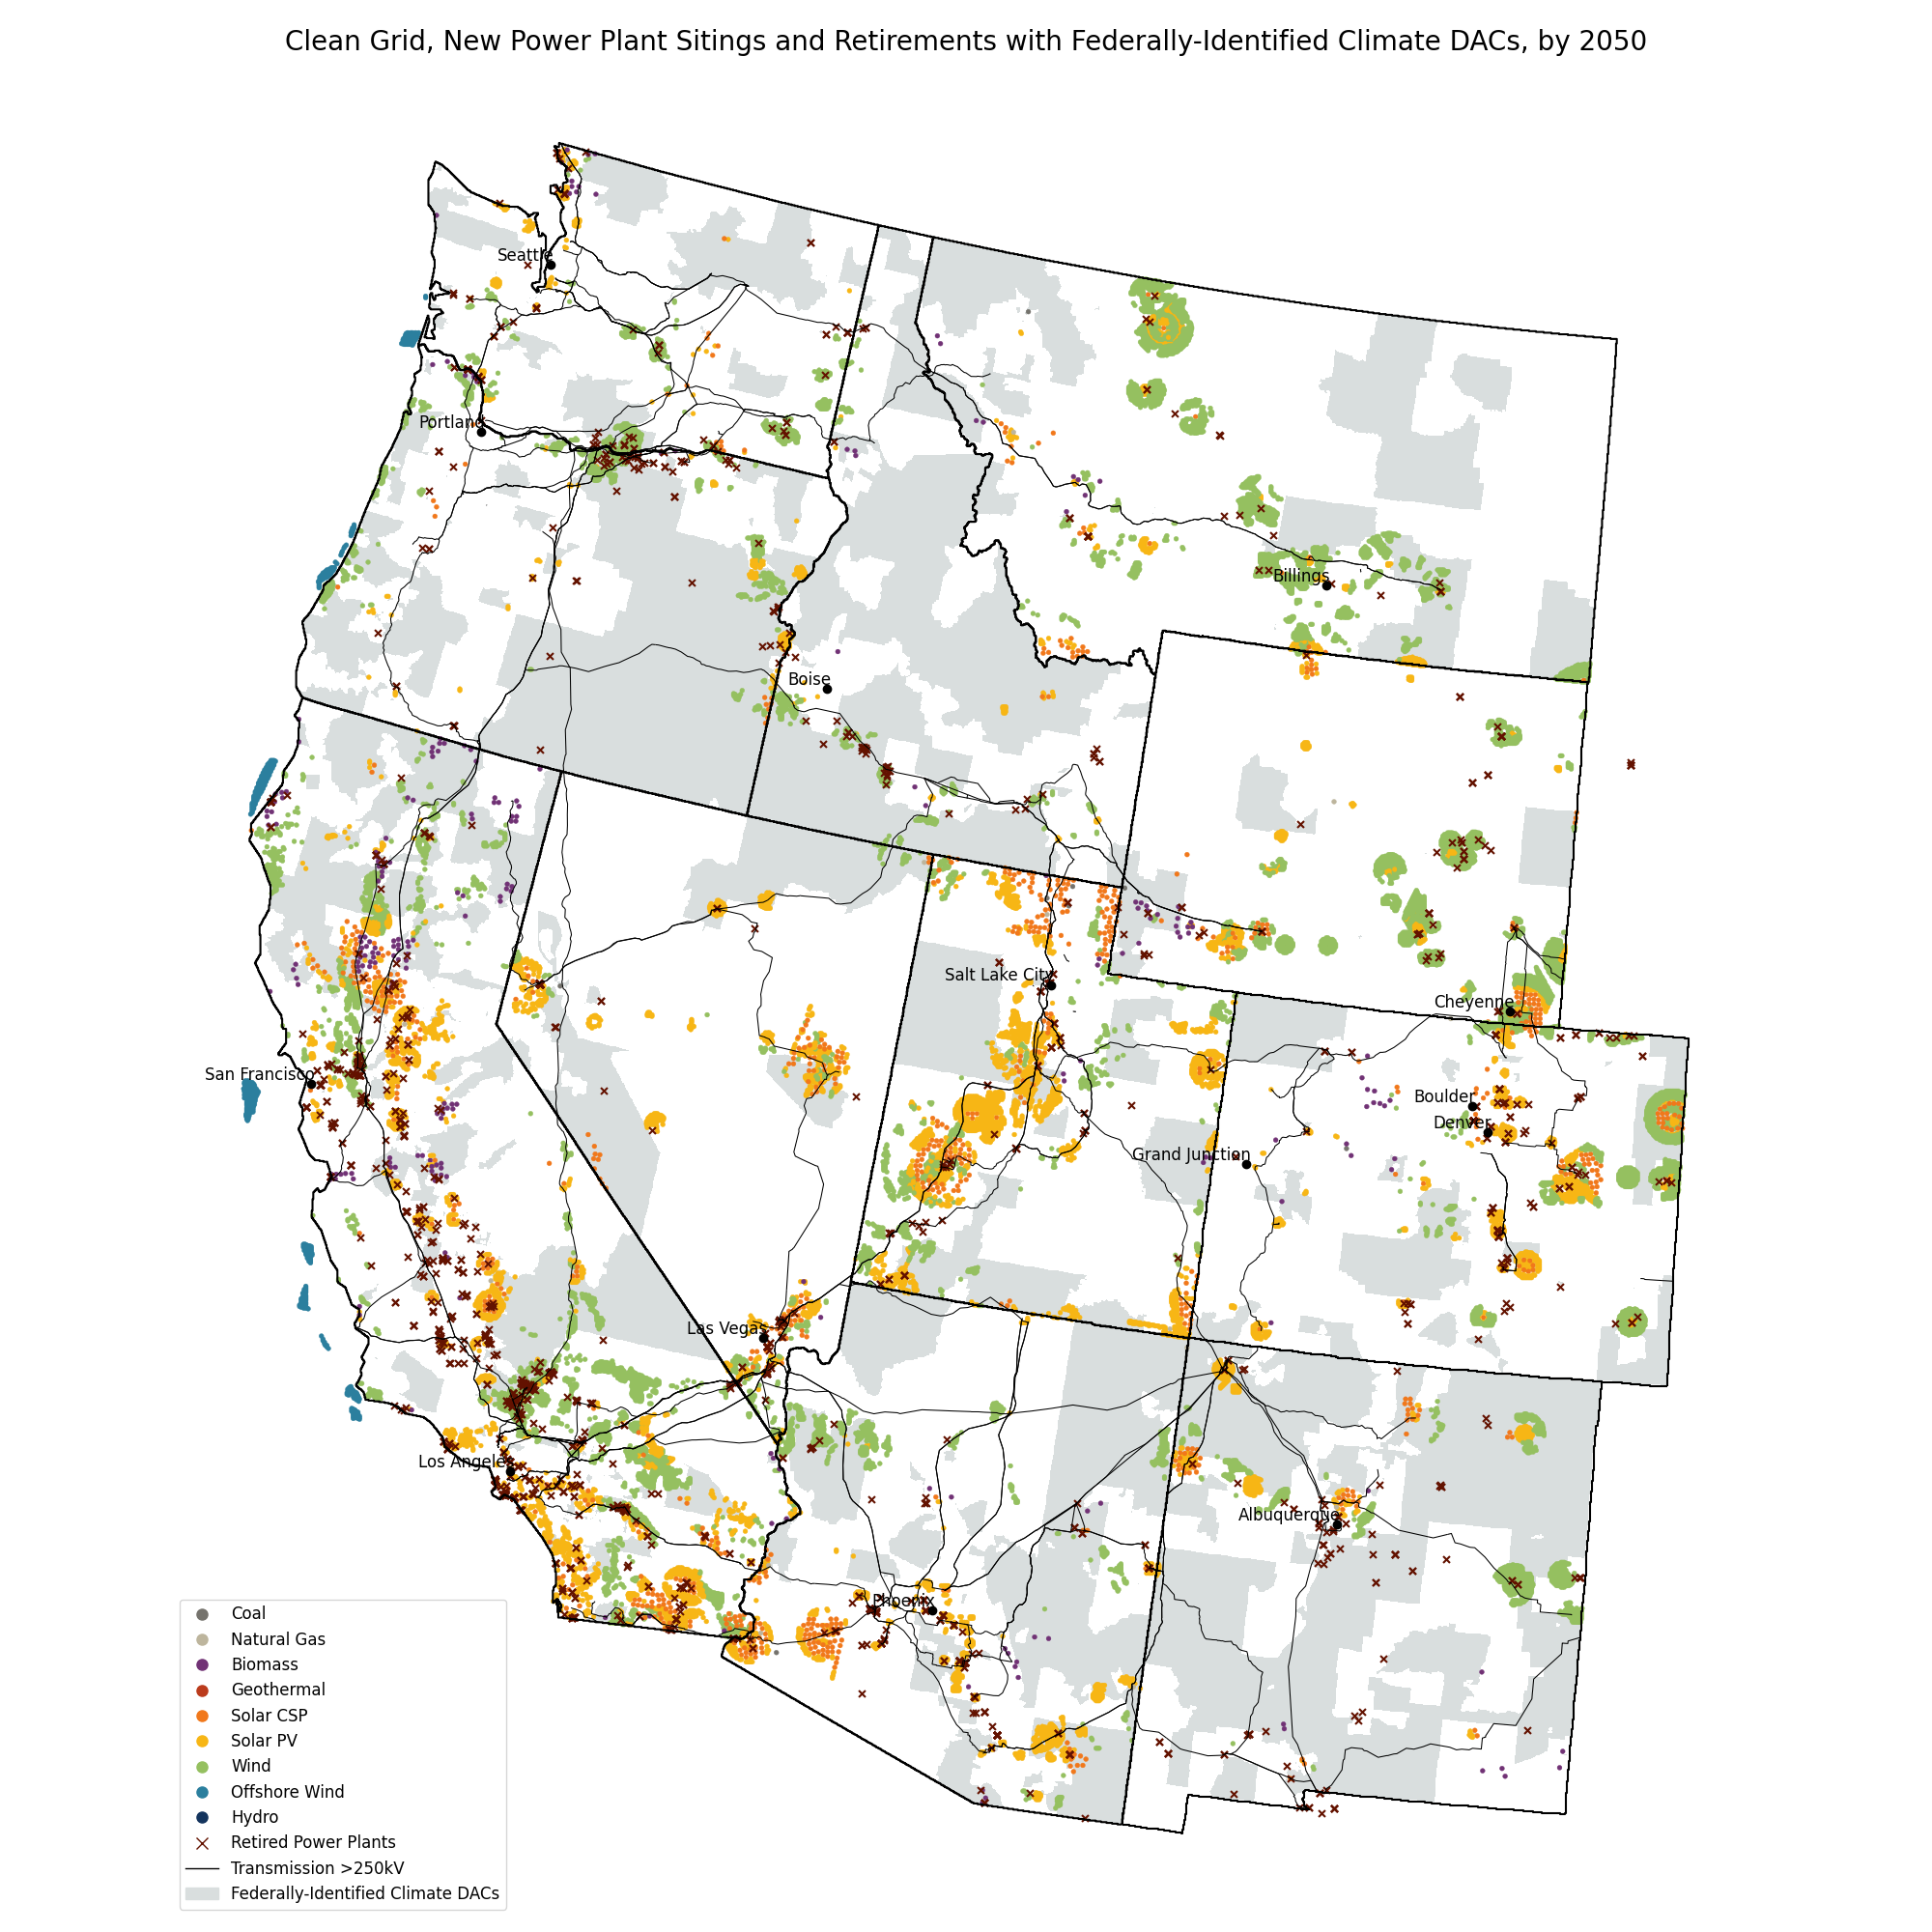 Clean Grid, New Power Plant Sitings and Retirements with Federally-Identified Climate DACs, by 2050
Seattle
Portland
Billings
Boise
Salt Lake City
Cheyenne
San Francisco
Boulder
Denver
Grand Junction
Las Vegas
Los Angeles
Albuquerque
Phoenix
Coal
Natural Gas
Biomass
Geothermal
Solar CSP
Solar PV
Wind
Offshore Wind
Hydro
Retired Power Plants
Transmission >250kV
Federally-Identified Climate DACs